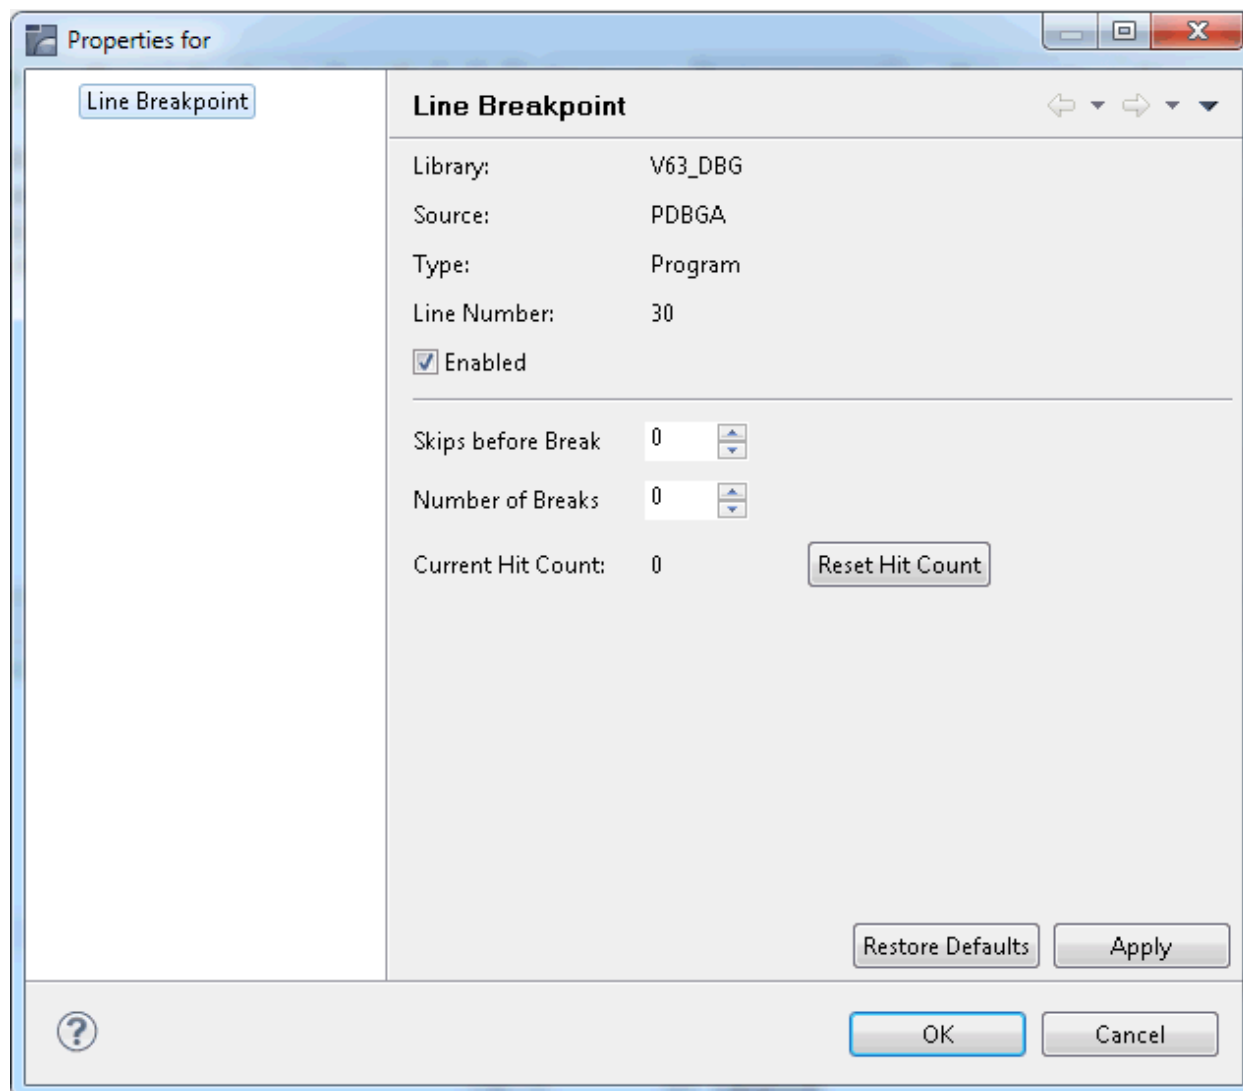 Properties for
Line Breakpoint
Line Breakpoint
Library: V63_DBG
Source: PDBGA
Type: Program
Line Number: 30
Enabled
Skips before Break 0
Number of Breaks 0
Current Hit Count: 0 Reset Hit Count
Restore Defaults Apply
? OK Cancel